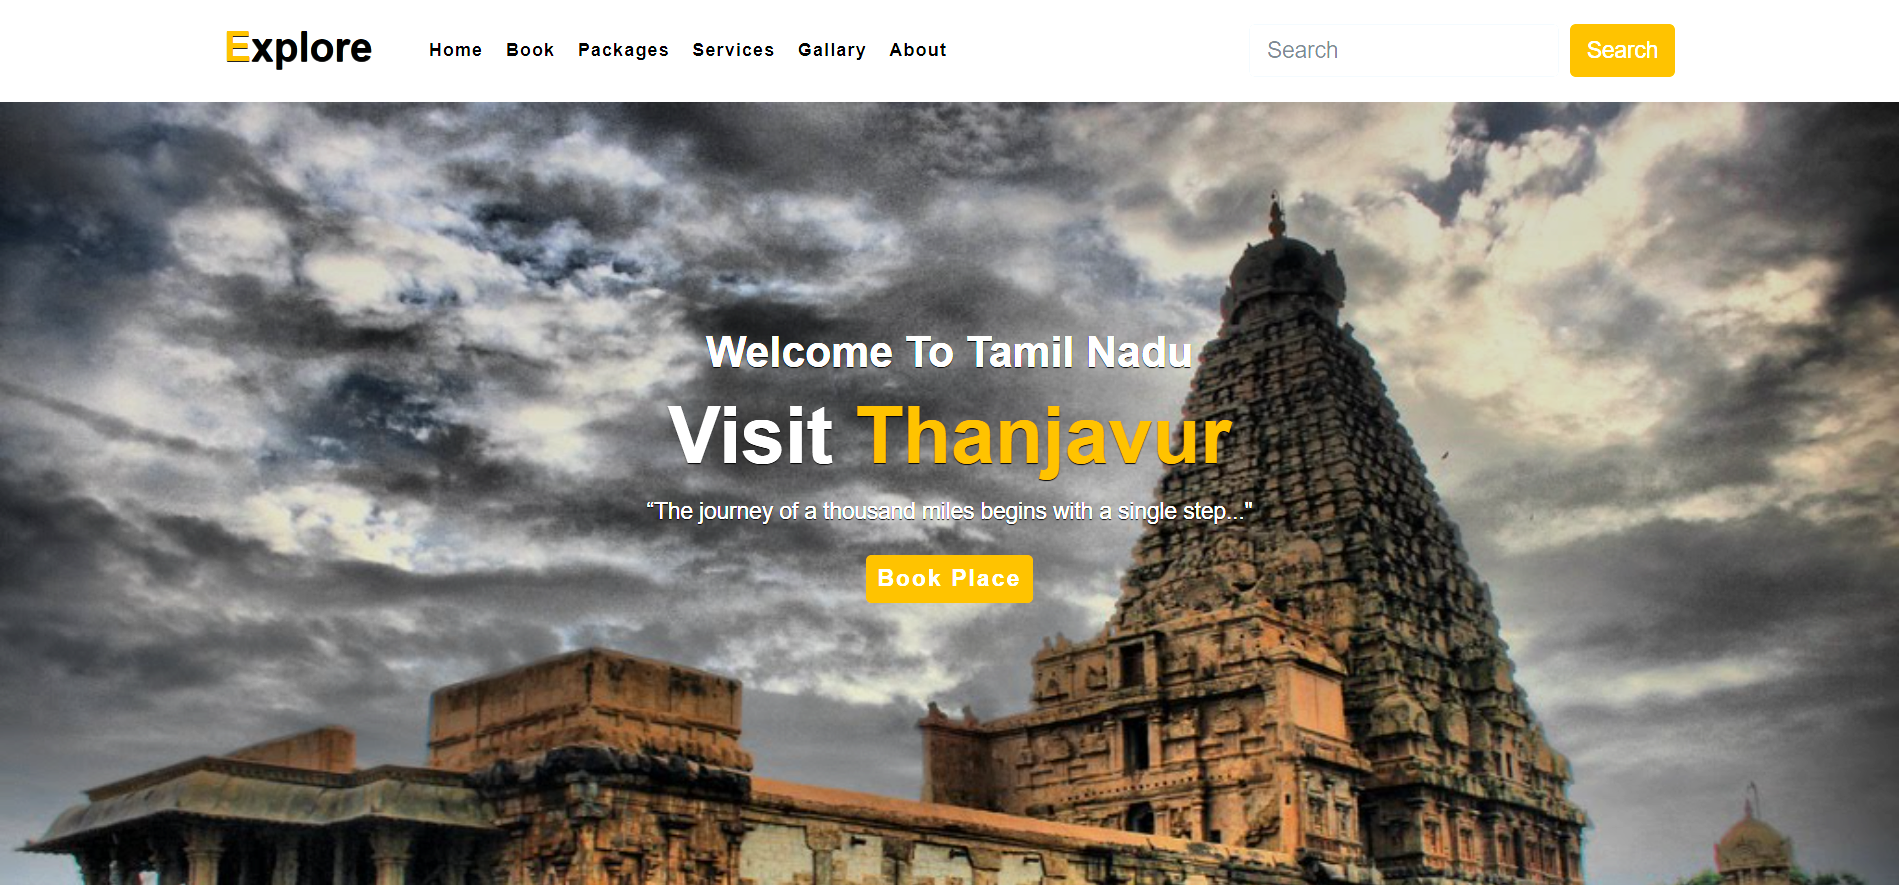 Explore
Home Book Packages Services Gallary About
Search
Search
Welcome To Tamil Nadu
Visit Thanjavur
“The journey of a thousand miles begins with a single step..."
Book Place